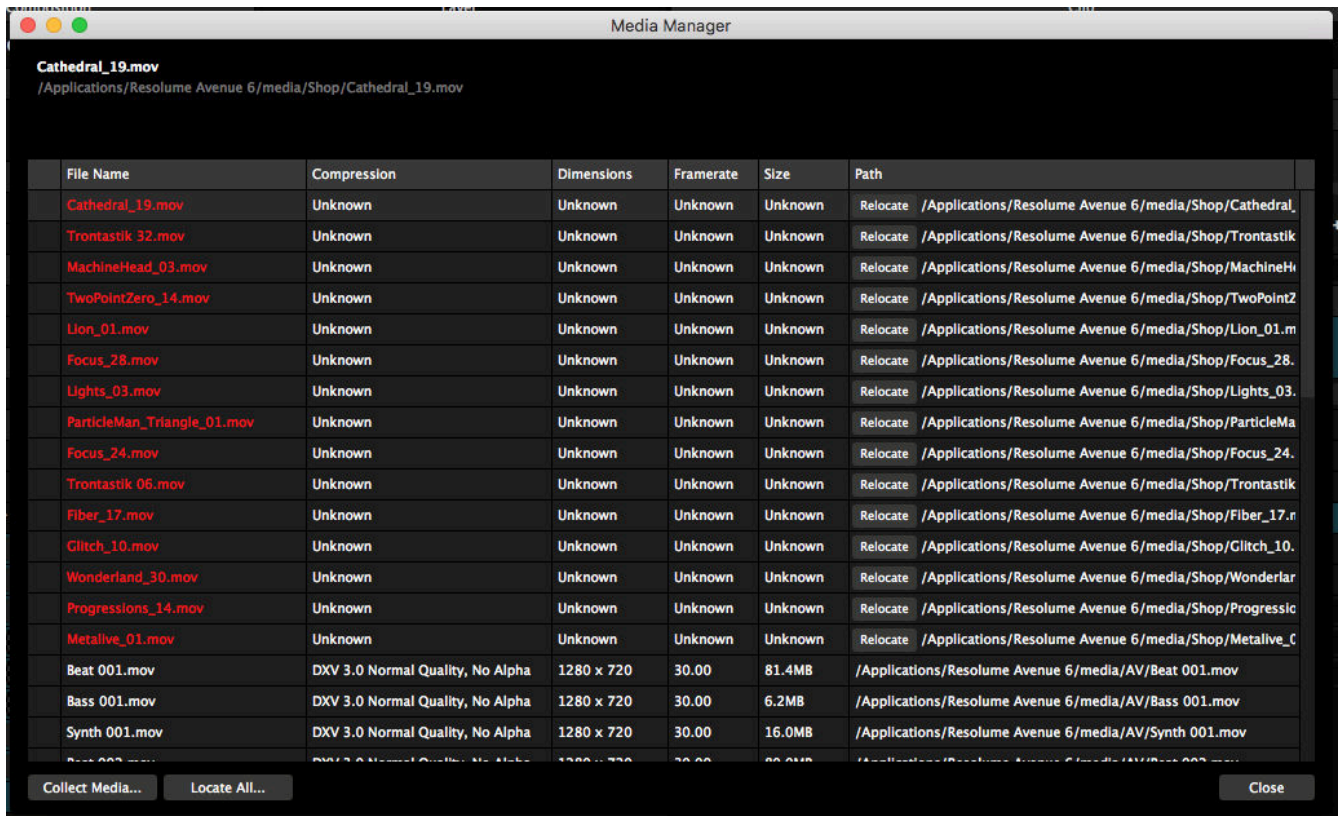 Media Manager
Cathedral_19.mov
/Applications/Resolume Avenue 6/media/Shop/Cathedral_19.mov
File Name Compression Dimensions Framerate Size Path
Cathedral_19.mov Unknown Unknown Unknown Unknown Relocate /Applications/Resolume Avenue 6/media/Shop/Cathedral_
Trontastik 32.mov Unknown Unknown Unknown Unknown Relocate /Applications/Resolume Avenue 6/media/Shop/Trontastik
MachineHead_03.mov Unknown Unknown Unknown Unknown Relocate /Applications/Resolume Avenue 6/media/Shop/MachineH
TwoPointZero_14.mov Unknown Unknown Unknown Unknown Relocate /Applications/Resolume Avenue 6/media/Shop/TwoPointZ
Lion_01.mov Unknown Unknown Unknown Unknown Relocate /Applications/Resolume Avenue 6/media/Shop/Lion_01.m
Focus_28.mov Unknown Unknown Unknown Unknown Relocate /Applications/Resolume Avenue 6/media/Shop/Focus_28.
Lights_03.mov Unknown Unknown Unknown Unknown Relocate /Applications/Resolume Avenue 6/media/Shop/Lights_03.
ParticleMan_Triangle_01.mov Unknown Unknown Unknown Unknown Relocate /Applications/Resolume Avenue 6/media/Shop/ParticleMa
Focus_24.mov Unknown Unknown Unknown Unknown Relocate /Applications/Resolume Avenue 6/media/Shop/Focus_24.
Trontastik 06.mov Unknown Unknown Unknown Unknown Relocate /Applications/Resolume Avenue 6/media/Shop/Trontastik
Fiber_17.mov Unknown Unknown Unknown Unknown Relocate /Applications/Resolume Avenue 6/media/Shop/Fiber_17.m
Glitch_10.mov Unknown Unknown Unknown Unknown Relocate /Applications/Resolume Avenue 6/media/Shop/Glitch_10.
Wonderland_30.mov Unknown Unknown Unknown Unknown Relocate /Applications/Resolume Avenue 6/media/Shop/Wonderlan
Progressions_14.mov Unknown Unknown Unknown Unknown Relocate /Applications/Resolume Avenue 6/media/Shop/Progressio
Metalive_01.mov Unknown Unknown Unknown Unknown Relocate /Applications/Resolume Avenue 6/media/Shop/Metalive_0
Beat 001.mov DXV 3.0 Normal Quality, No Alpha 1280 x 720 30.00 81.4MB /Applications/Resolume Avenue 6/media/AV/Beat 001.mov
Bass 001.mov DXV 3.0 Normal Quality, No Alpha 1280 x 720 30.00 6.2MB /Applications/Resolume Avenue 6/media/AV/Bass 001.mov
Synth 001.mov DXV 3.0 Normal Quality, No Alpha 1280 x 720 30.00 16.0MB /Applications/Resolume Avenue 6/media/AV/Synth 001.mov
Collect Media... Locate All... Close